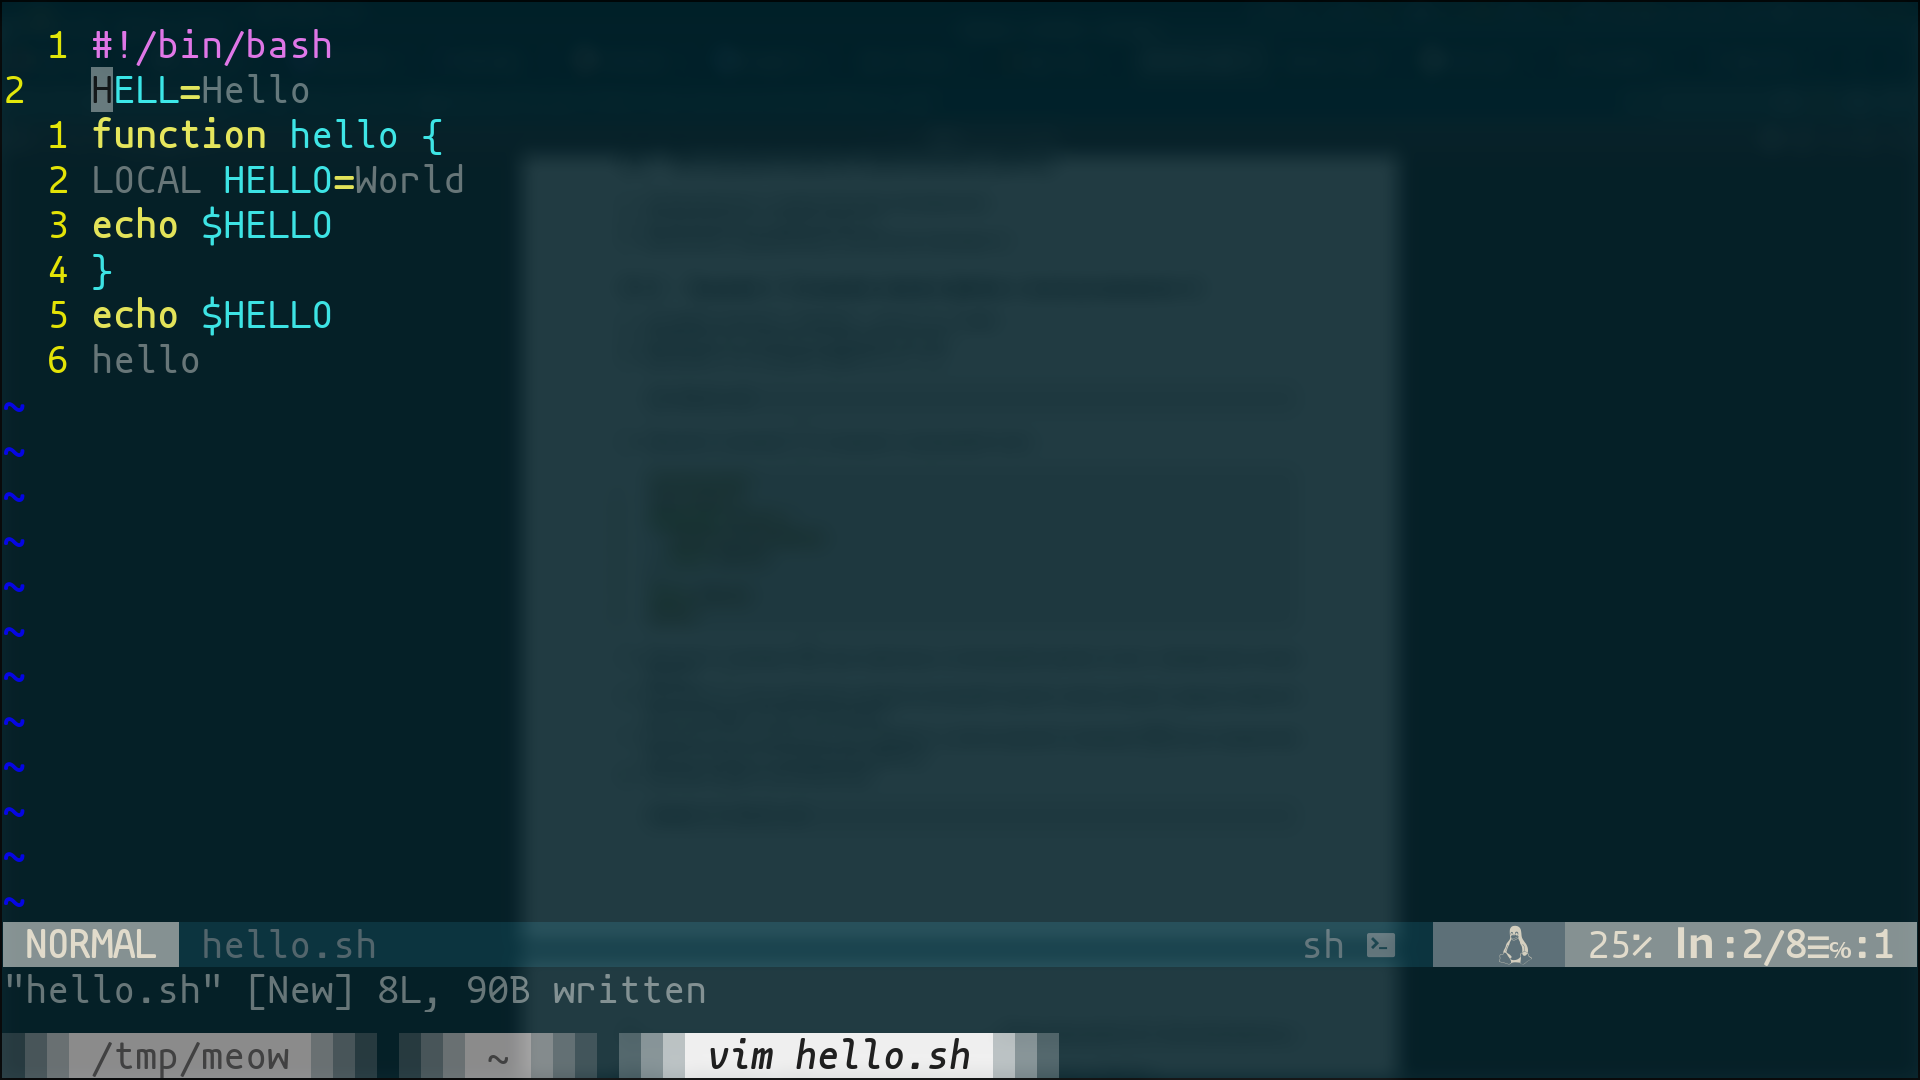 1 #!/bin/bash
2 HELL=Hello
1 function hello {
2 LOCAL HELLO=World
3 echo $HELLO
4 }
5 echo $HELLO
6 hello
~
~
~
~
~
~
~
~
~
~
~
~
NORMAL hello.sh sh 25% ln:2/8≡℅:1
"hello.sh" [New] 8L, 90B written
/tmp/meow ~ vim hello.sh